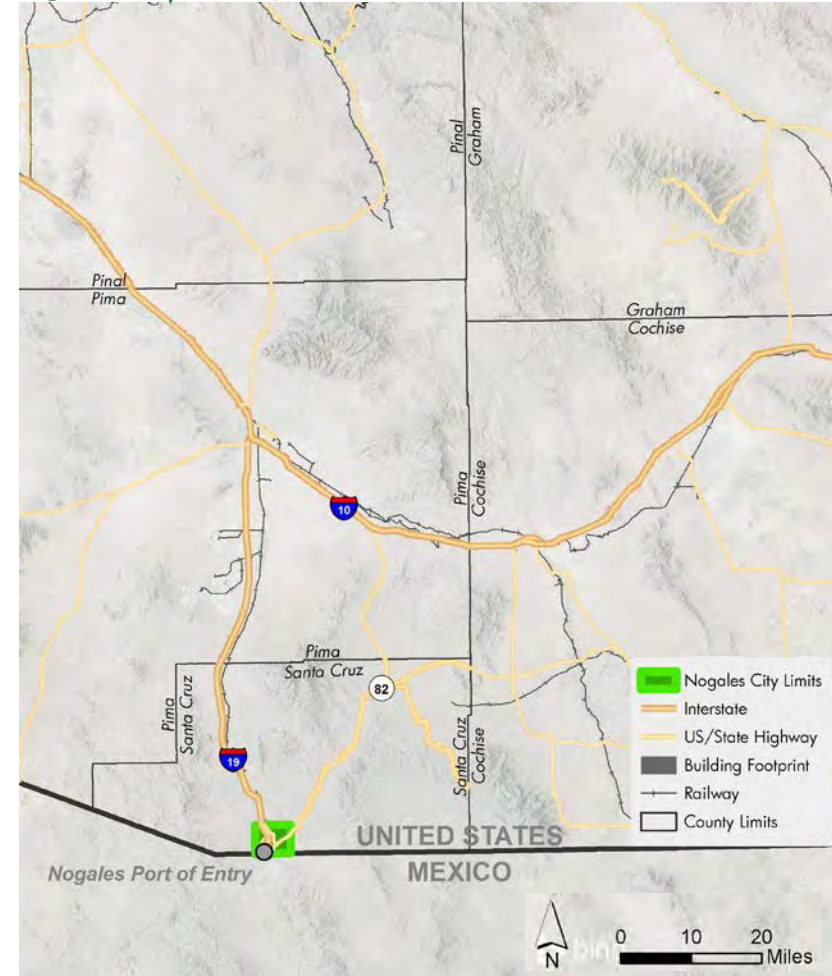 Pinal
Graham
Pinal
Pima
Graham
Cochise
Pima
Cochise
10
Pima
Santa Cruz
82
Pima
Santa Cruz
19
Santa Cruz
Cochise
Nogales City Limits
Interstate
US/State Highway
Building Footprint
Railway
County Limits
UNITED STATES
MEXICO
Nogales Port of Entry
N
0 10 20
Miles